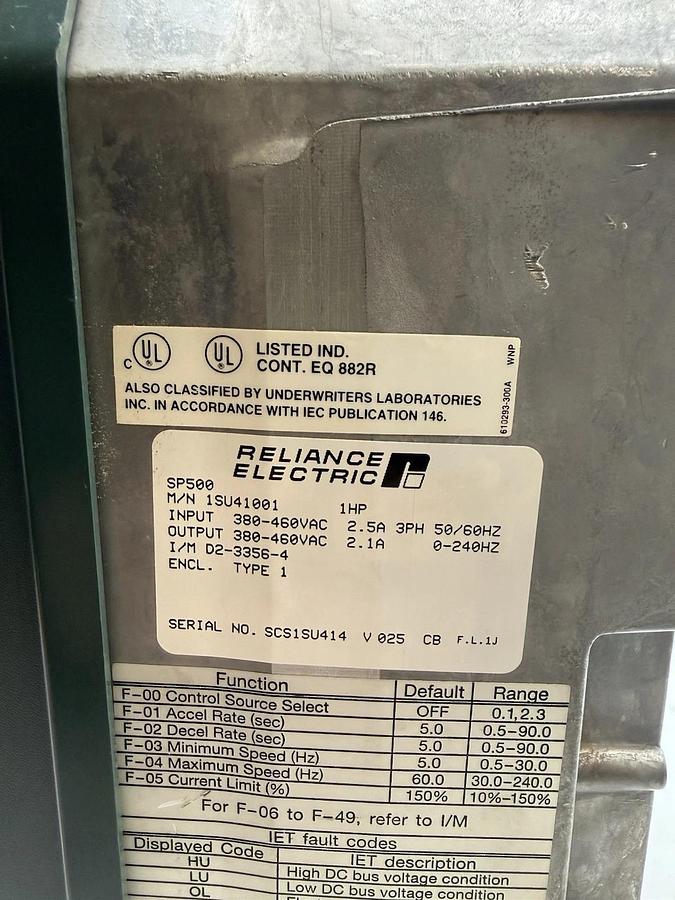 C UL UL LISTED IND.
CONT. EQ 882R
ALSO CLASSIFIED BY UNDERWRITERS LABORATORIES
INC. IN ACCORDANCE WITH IEC PUBLICATION 146.
610293-300A WNP
RELIANCE
ELECTRIC
SP500
M/N 1SU41001 1HP
INPUT 380-460VAC 2.5A 3PH 50/60HZ
OUTPUT 380-460VAC 2.1A 0-240HZ
I/M D2-3356-4
ENCL. TYPE 1
SERIAL NO. SCS1SU414 V 025 CB F.L.1J
Function Default Range
F-00 Control Source Select OFF 0.1,2.3
F-01 Accel Rate (sec) 5.0 0.5-90.0
F-02 Decel Rate (sec) 5.0 0.5-90.0
F-03 Minimum Speed (Hz) 5.0 0.5-30.0
F-04 Maximum Speed (Hz) 60.0 30.0-240.0
F-05 Current Limit (%) 150% 10%-150%
For F-06 to F-49, refer to I/M
IET fault codes
Displayed Code IET description
HU High DC bus voltage condition
LU Low DC bus voltage condition
OL